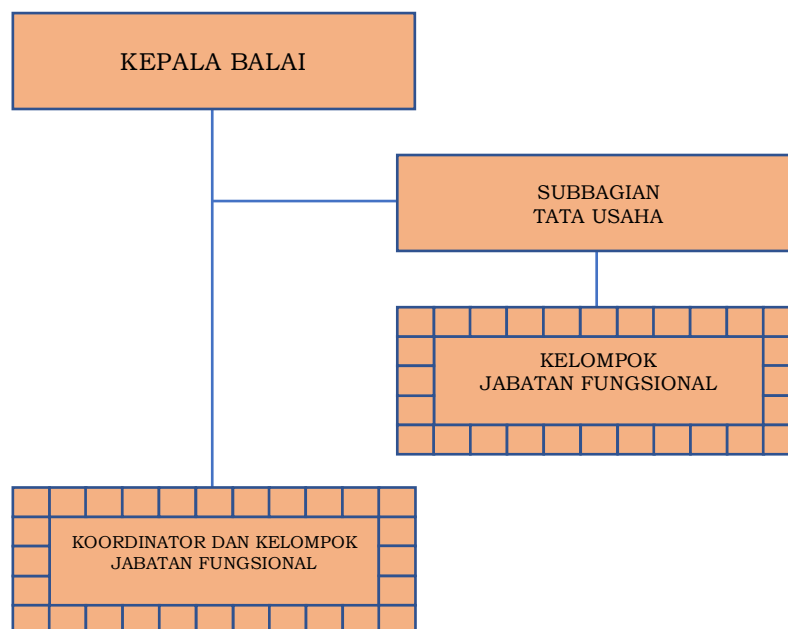 KEPALA BALAI
SUBBAGIAN
TATA USAHA
KELOMPOK
JABATAN FUNGSIONAL
KOORDINATOR DAN KELOMPOK
JABATAN FUNGSIONAL